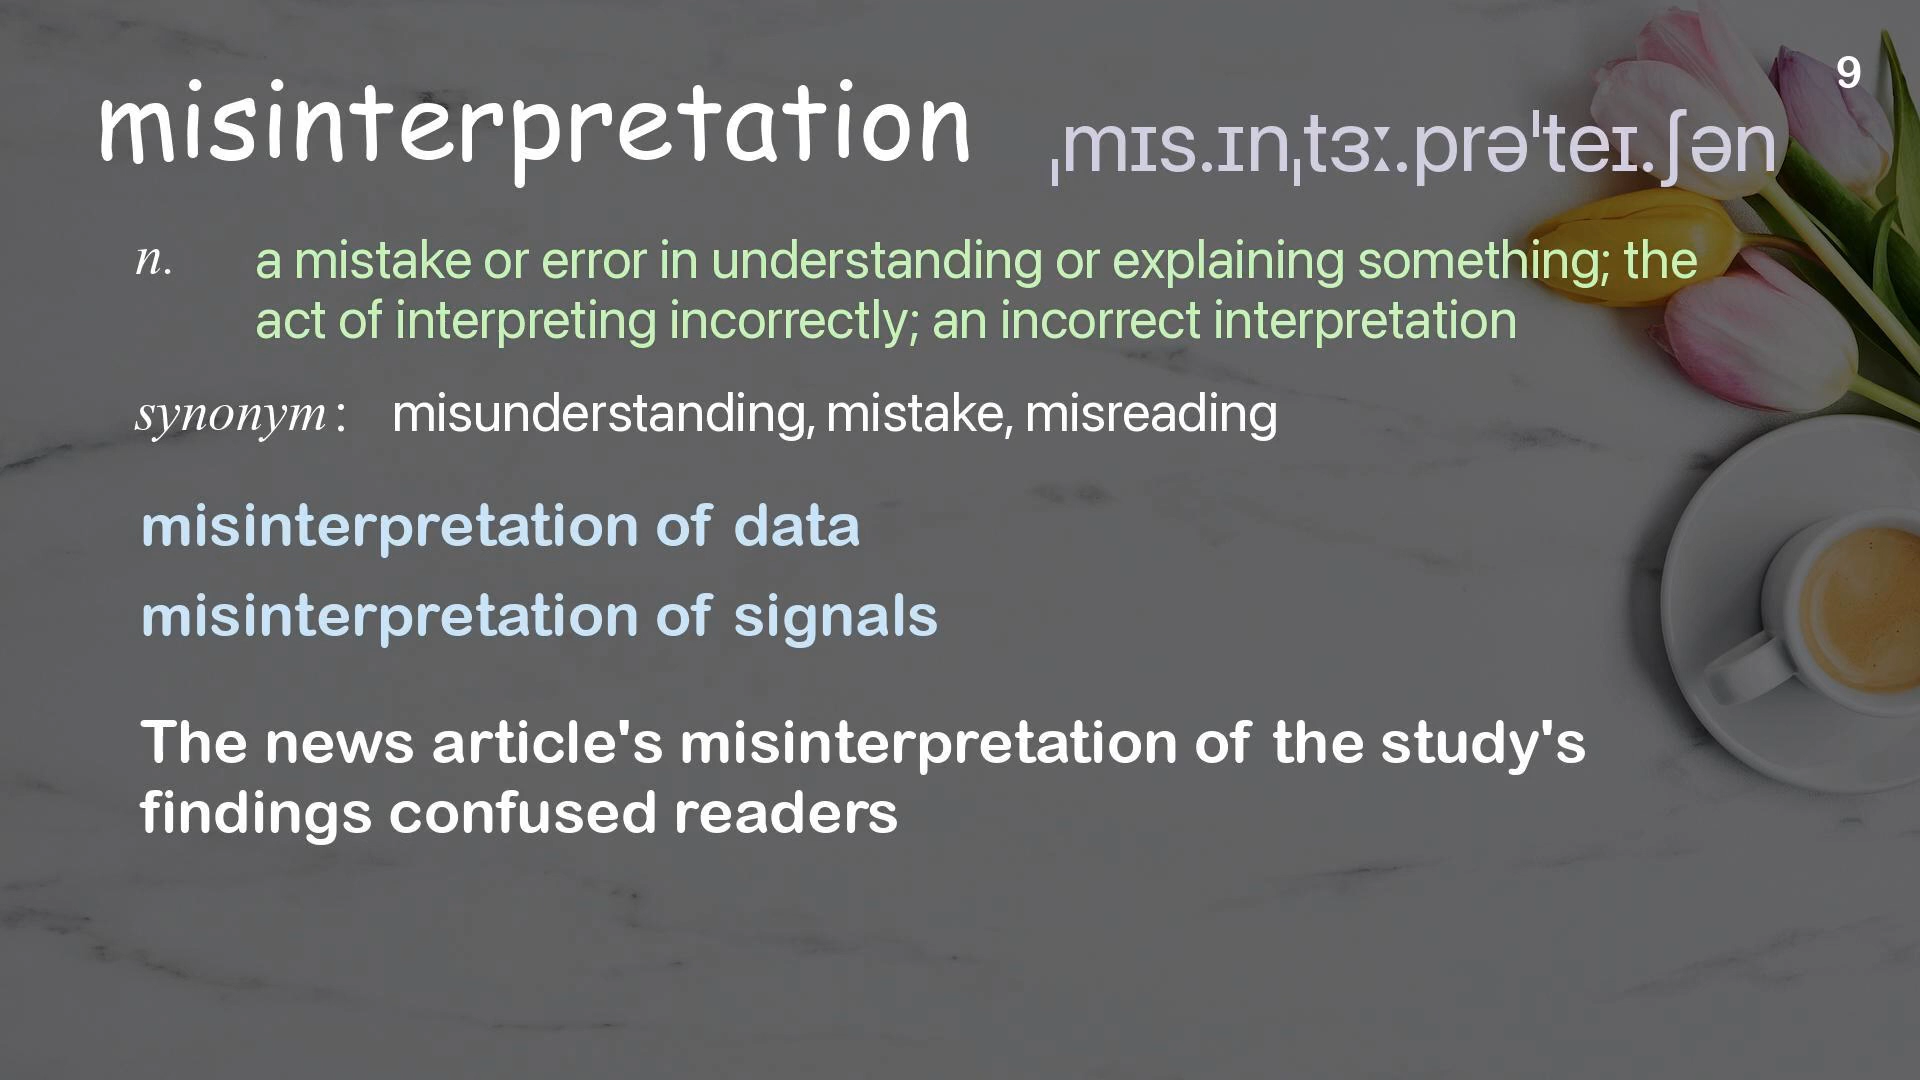 9
misinterpretation ˌmɪs.ɪnˌtɜː.prəˈteɪ.ʃən
n. a mistake or error in understanding or explaining something; the
act of interpreting incorrectly; an incorrect interpretation
synonym: misunderstanding, mistake, misreading
misinterpretation of data
misinterpretation of signals
The news article's misinterpretation of the study's
findings confused readers